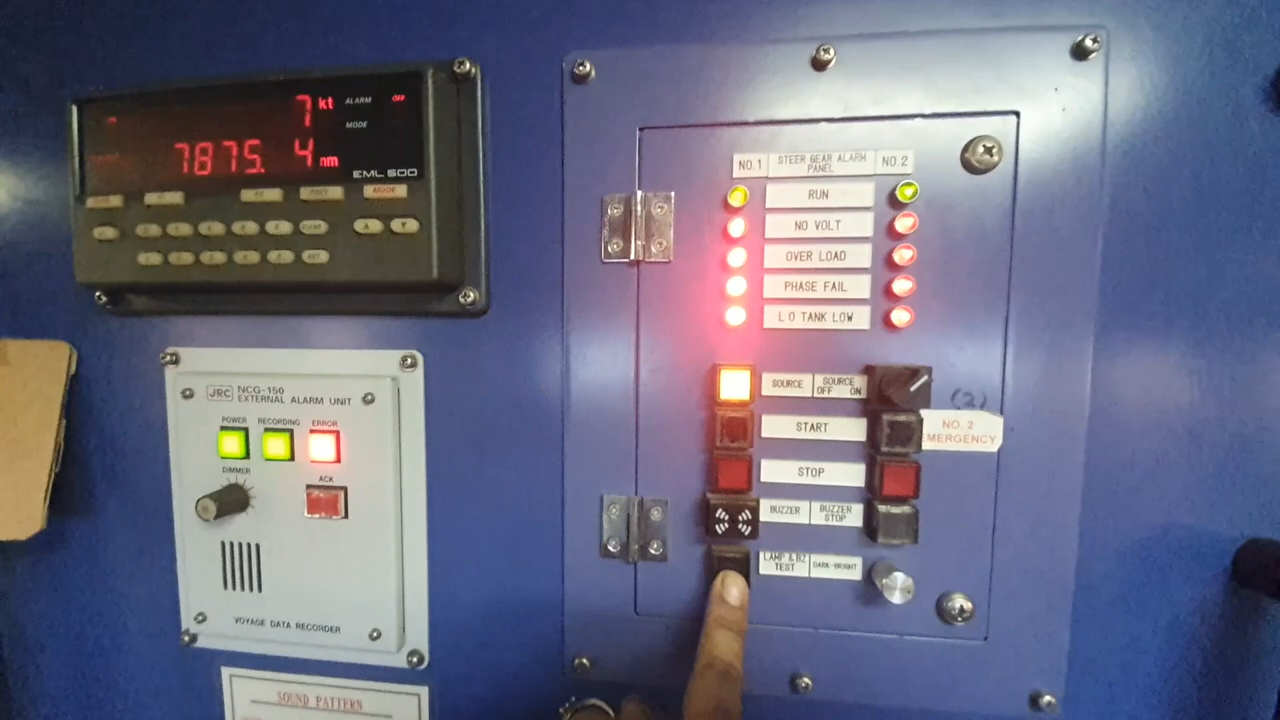 7 kt
ALARM OFF
MODE
7875.4 nm
EML 500
MODE
JRC NCG-150
EXTERNAL ALARM UNIT
POWER RECORDING ERROR
DIMMER
ACK
VOYAGE DATA RECORDER
SOUND PATTERN
NO.1 STEER GEAR ALARM NO.2
PANEL
RUN
NO VOLT
OVER LOAD
PHASE FAIL
L O TANK LOW
SOURCE SOURCE
OFF ON
(2)
START
NO. 2
EMERGENCY
STOP
BUZZER BUZZER
STOP
LAMP & BZ
TEST DARK-BRIGHT